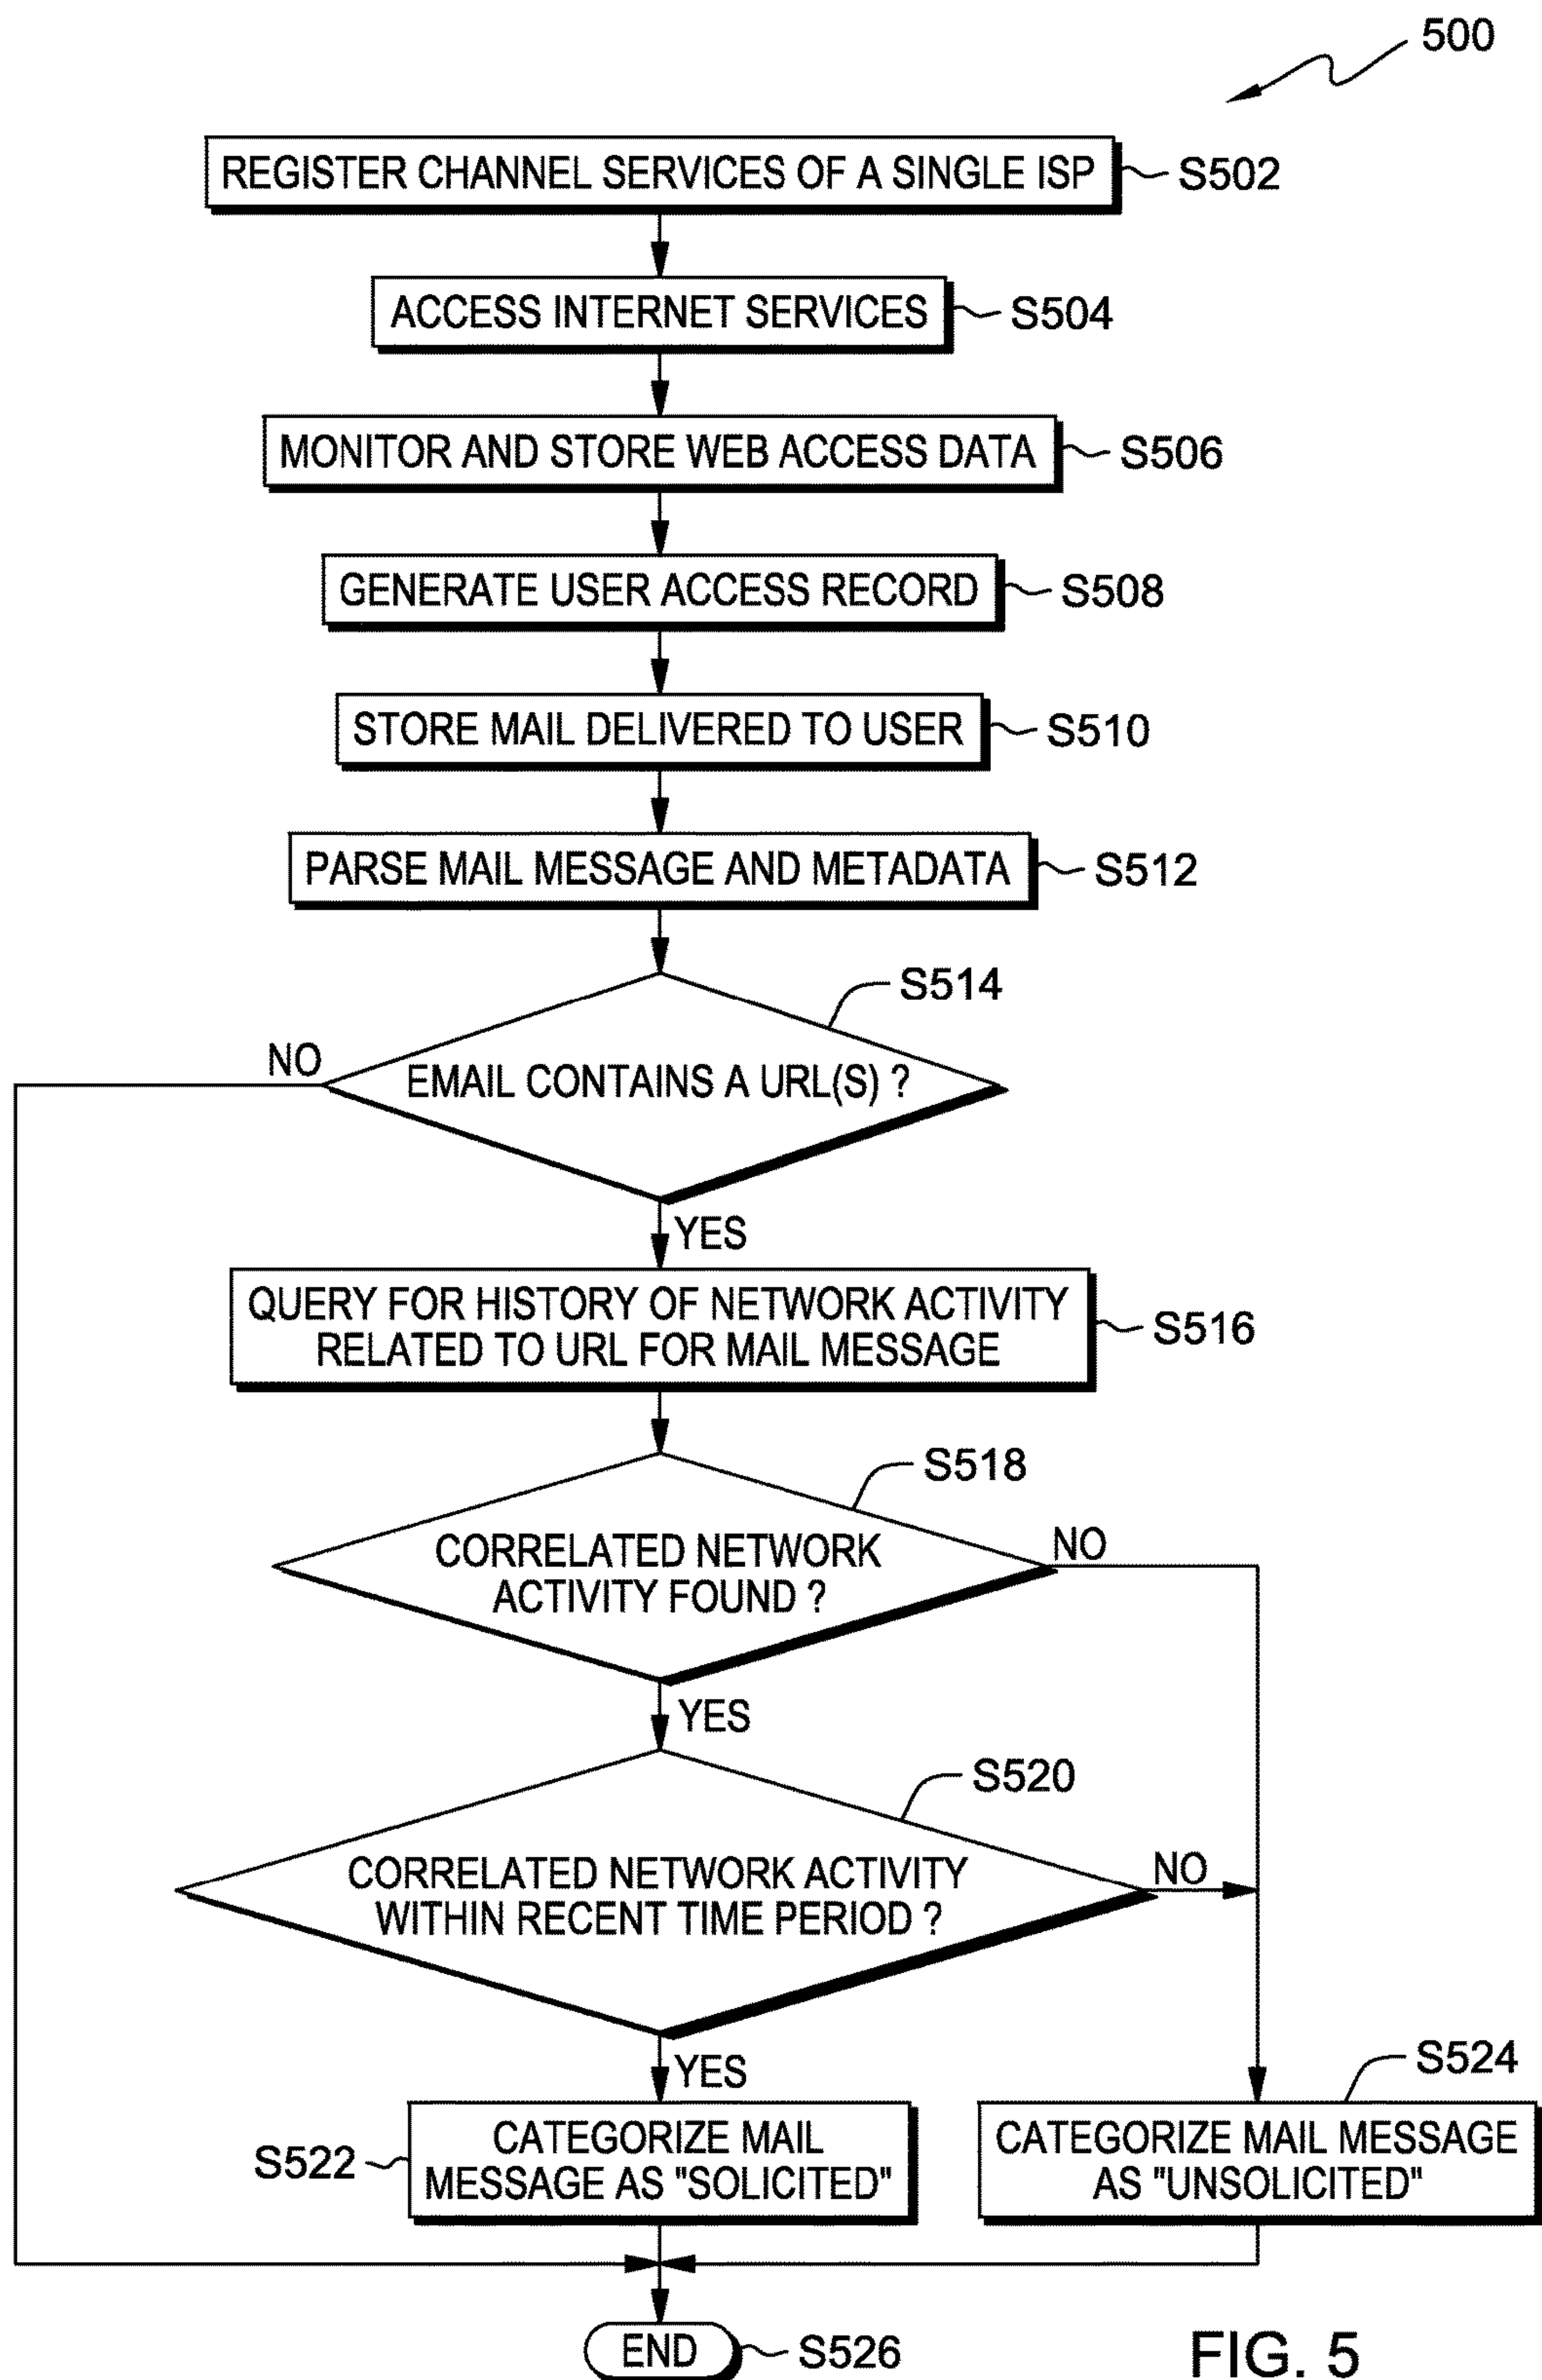 500
REGISTER CHANNEL SERVICES OF A SINGLE ISP
S502
ACCESS INTERNET SERVICES
S504
MONITOR AND STORE WEB ACCESS DATA
S506
GENERATE USER ACCESS RECORD
S508
STORE MAIL DELIVERED TO USER
S510
PARSE MAIL MESSAGE AND METADATA
S512
S514
NO
EMAIL CONTAINS A URL(S) ?
YES
QUERY FOR HISTORY OF NETWORK ACTIVITY
RELATED TO URL FOR MAIL MESSAGE
S516
S518
CORRELATED NETWORK
ACTIVITY FOUND ?
NO
YES
S520
CORRELATED NETWORK ACTIVITY
WITHIN RECENT TIME PERIOD ?
NO
YES
S524
S522
CATEGORIZE MAIL
MESSAGE AS "SOLICITED"
CATEGORIZE MAIL MESSAGE
AS "UNSOLICITED"
END
S526
FIG. 5